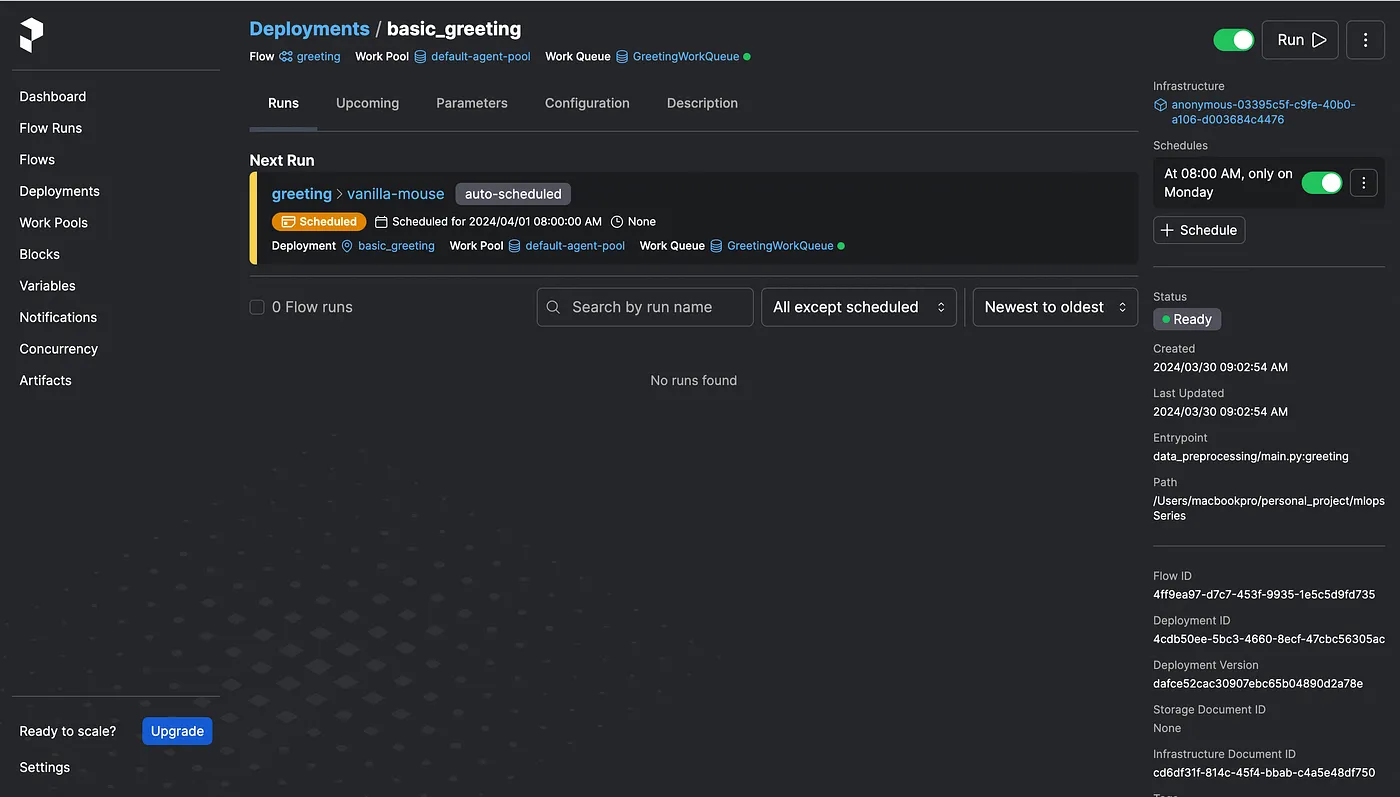 Deployments / basic_greeting
Flow greeting Work Pool default-agent-pool Work Queue GreetingWorkQueue
Run
Dashboard
Flow Runs
Flows
Deployments
Work Pools
Blocks
Variables
Notifications
Concurrency
Artifacts
Ready to scale? Upgrade
Settings
Runs Upcoming Parameters Configuration Description
Next Run
greeting > vanilla-mouse auto-scheduled
Scheduled Scheduled for 2024/04/01 08:00:00 AM None
Deployment basic_greeting Work Pool default-agent-pool Work Queue GreetingWorkQueue
0 Flow runs Search by run name All except scheduled Newest to oldest
No runs found
Infrastructure
anonymous-03395c5f-c9fe-40b0-
a106-d003684c4476
Schedules
At 08:00 AM, only on
Monday
+ Schedule
Status
Ready
Created
2024/03/30 09:02:54 AM
Last Updated
2024/03/30 09:02:54 AM
Entrypoint
data_preprocessing/main.py:greeting
Path
/Users/macbookpro/personal_project/mlops
Series
Flow ID
4ff9ea97-d7c7-453f-9935-1e5c5d9fd735
Deployment ID
4cdb50ee-5bc3-4660-8ecf-47cbc56305ac
Deployment Version
dafce52cac30907ebc65b04890d2a78e
Storage Document ID
None
Infrastructure Document ID
cd6df31f-814c-45f4-bbab-c4a5e48df750